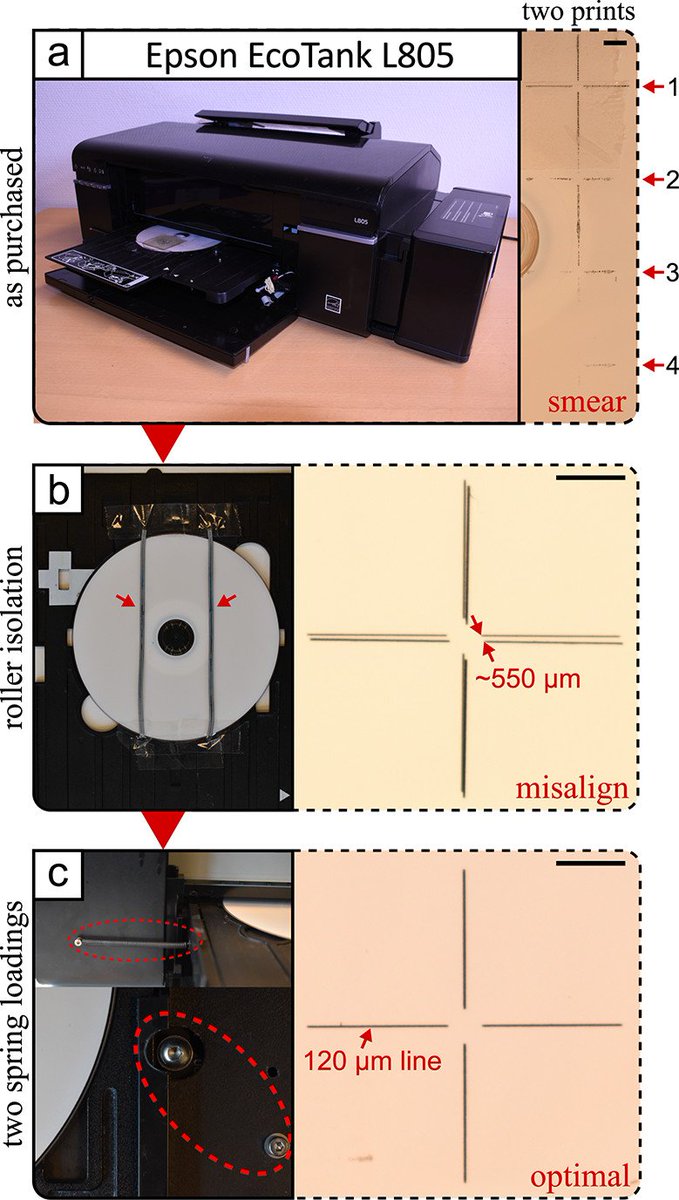 two prints
a
Epson EcoTank L805
as purchased
L805
1
2
3
4
smear
b
roller isolation
~550 µm
misalign
c
two spring loadings
120 µm line
optimal